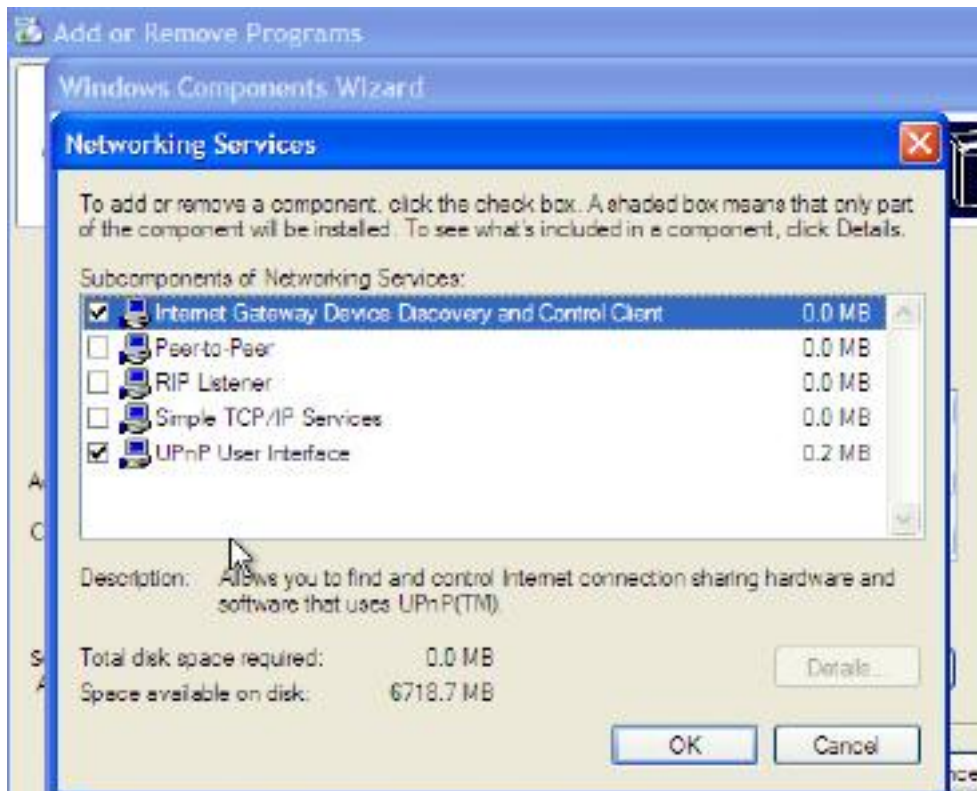 Add or Remove Programs
Windows Components Wizard
Networking Services
To add or remove a component, click the check box. A shaded box means that only part
of the component will be installed. To see what's included in a component, click Details.
Subcomponents of Networking Services:
Internet Gateway Device Discovery and Control Client 0.0 MB
Peer-to-Peer 0.0 MB
RIP Listener 0.0 MB
Simple TCP/IP Services 0.0 MB
UPnP User Interface 0.2 MB
Description: Allows you to find and control Internet connection sharing hardware and
software that uses UPnP(TM).
Total disk space required: 0.0 MB
Space available on disk: 6718.7 MB
Details...
OK Cancel